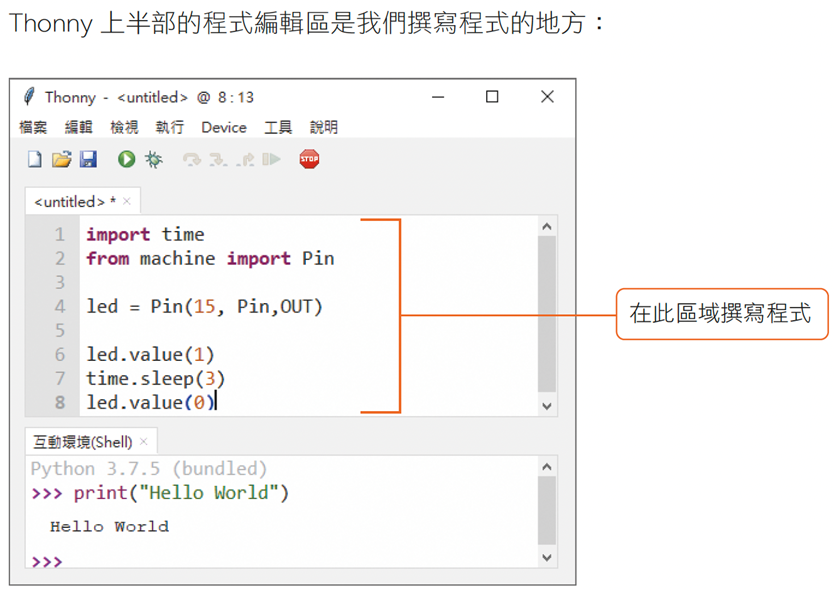 Thonny 上半部的程式編輯區是我們撰寫程式的地方：
Thonny - <untitled> @ 8:13
檔案 編輯 檢視 執行 Device 工具 說明
STOP
<untitled> * ×
1 import time
2 from machine import Pin
3
4 led = Pin(15, Pin,OUT)
5
6 led.value(1)
7 time.sleep(3)
8 led.value(0)
在此區域撰寫程式
互動環境(Shell) ×
Python 3.7.5 (bundled)
>>> print("Hello World")
Hello World
>>>